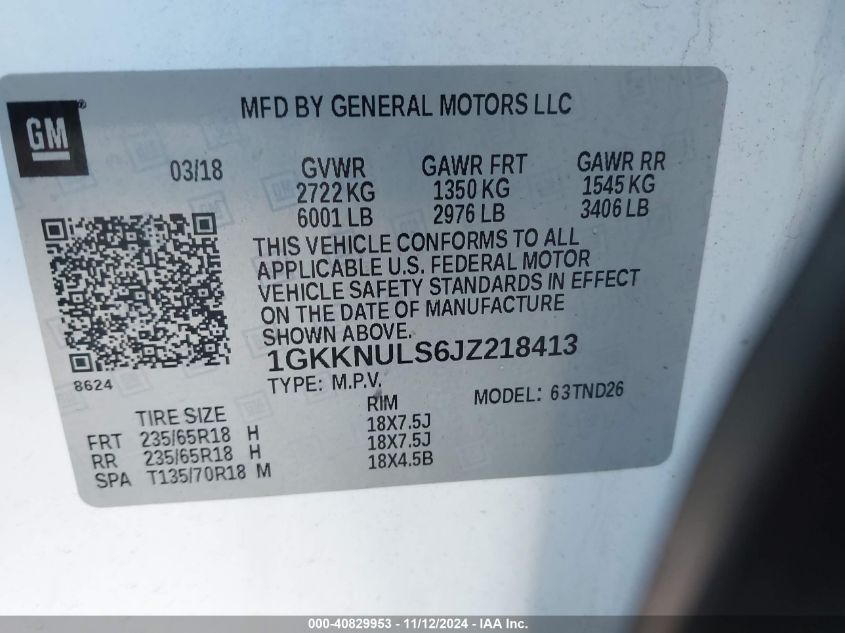 MFD BY GENERAL MOTORS LLC
GM ®
03/18 GVWR GAWR FRT GAWR RR
2722 KG 1350 KG 1545 KG
6001 LB 2976 LB 3406 LB
THIS VEHICLE CONFORMS TO ALL
APPLICABLE U.S. FEDERAL MOTOR
VEHICLE SAFETY STANDARDS IN EFFECT
ON THE DATE OF MANUFACTURE
SHOWN ABOVE.
1GKKNULS6JZ218413
8624
TYPE: M.P.V. MODEL: 63TND26
TIRE SIZE RIM
FRT 235/65R18 H 18X7.5J
RR 235/65R18 H 18X7.5J
SPA T135/70R18 M 18X4.5B
000-40829953 - 11/12/2024 - IAA Inc.